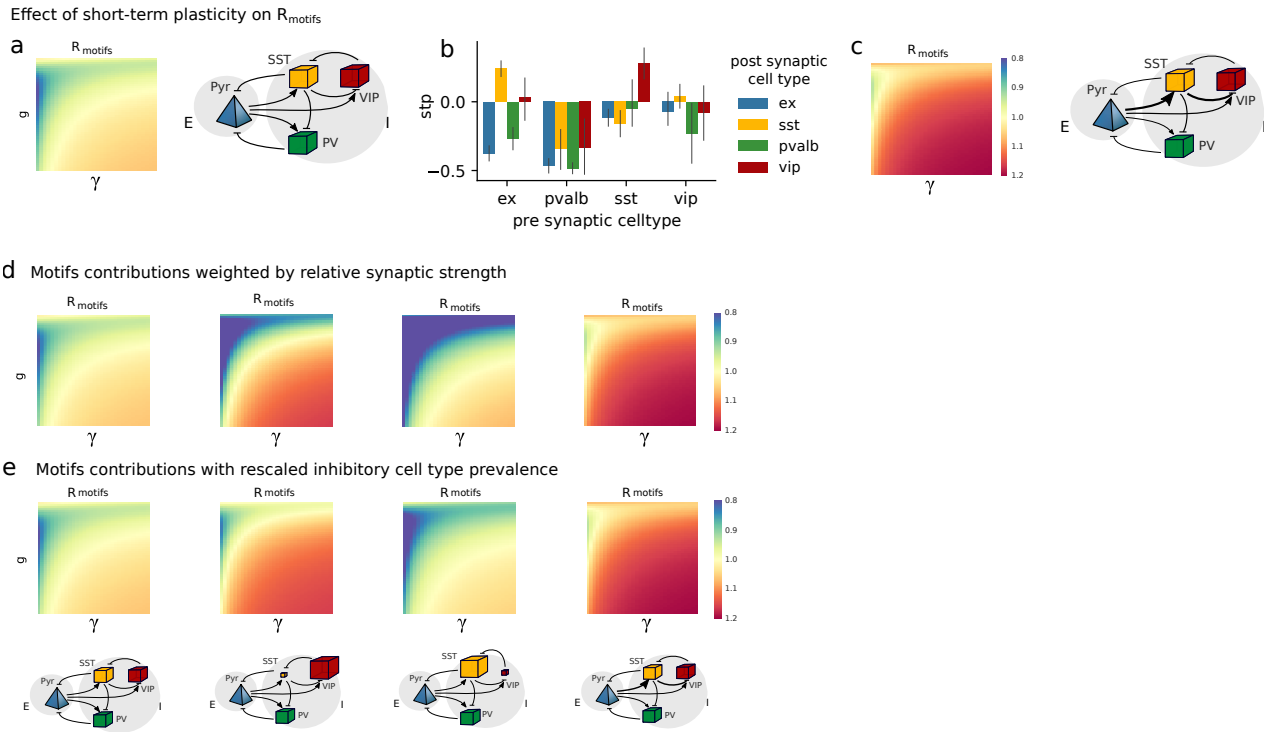 Effect of short-term plasticity on Rmotifs
a
R motifs
g
γ
SST
Pyr
VIP
E
I
PV
b
stp
0.0
−0.5
ex
pvalb
sst
vip
pre synaptic celltype
post synaptic
cell type
ex
sst
pvalb
vip
c
R motifs
γ
0.8
0.9
1.0
1.1
1.2
SST
Pyr
VIP
E
I
PV
d Motifs contributions weighted by relative synaptic strength
R motifs
R motifs
R motifs
R motifs
g
γ
γ
γ
γ
0.8
0.9
1.0
1.1
1.2
e Motifs contributions with rescaled inhibitory cell type prevalence
R motifs
R motifs
R motifs
R motifs
g
γ
γ
γ
γ
0.8
0.9
1.0
1.1
1.2
SST
Pyr
VIP
E
I
PV
SST
Pyr
VIP
E
I
PV
SST
Pyr
VIP
E
I
PV
SST
Pyr
VIP
E
I
PV